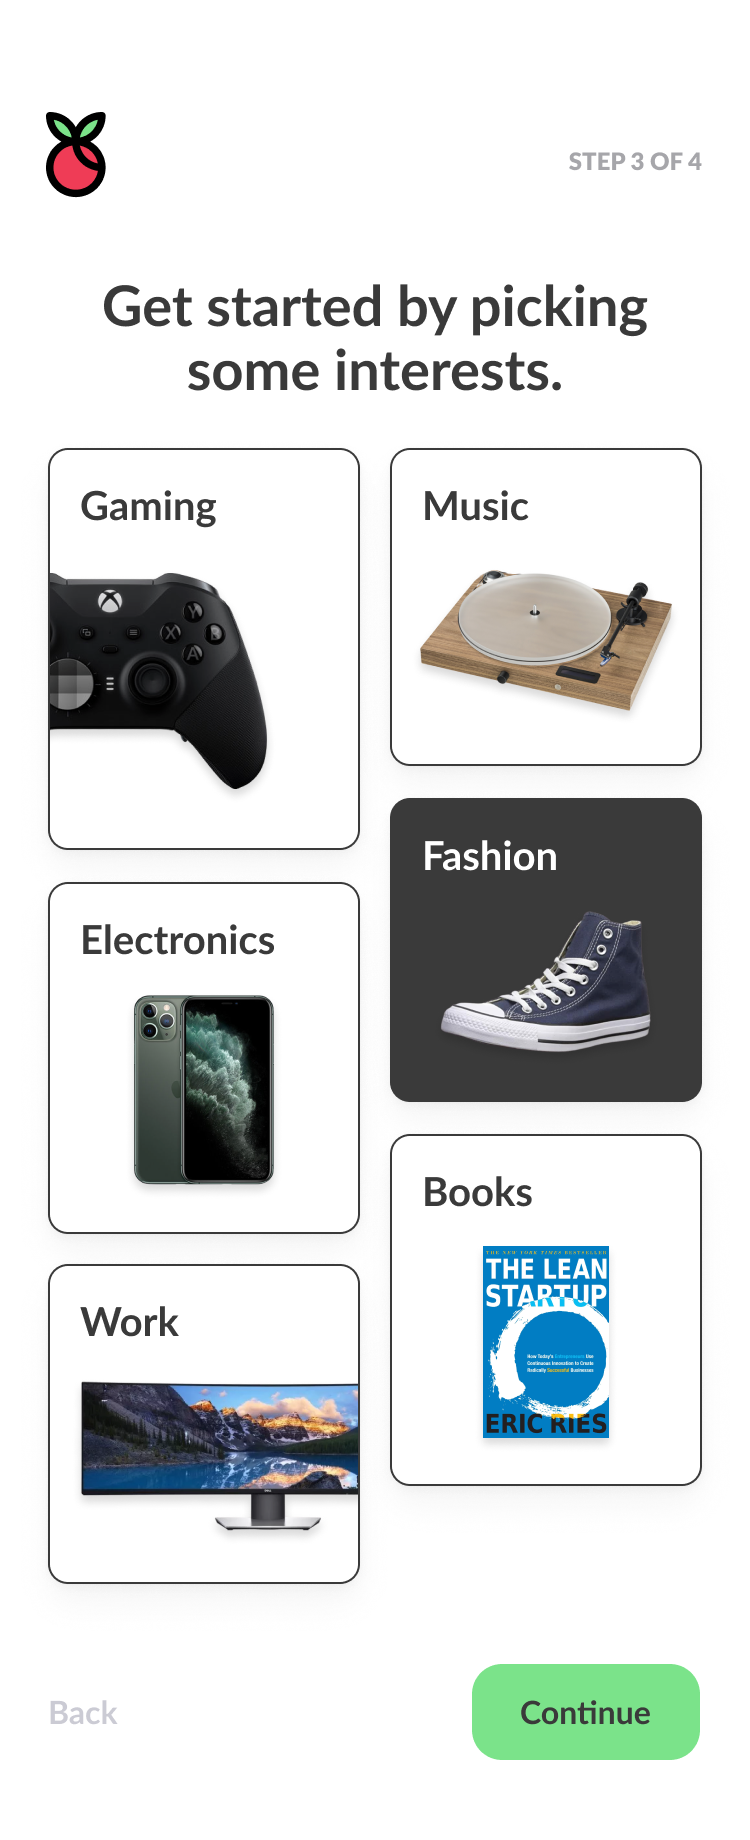 STEP 3 OF 4
Get started by picking
some interests.
Gaming
Y
X
B
A
Music
Fashion
Electronics
Books
THE NEW YORK TIMES BESTSELLER
THE LEAN
STARTUP
How Today's Entrepreneurs Use
Continuous Innovation to Create
Radically Successful Businesses
ERIC RIES
Work
DELL
Back
Continue